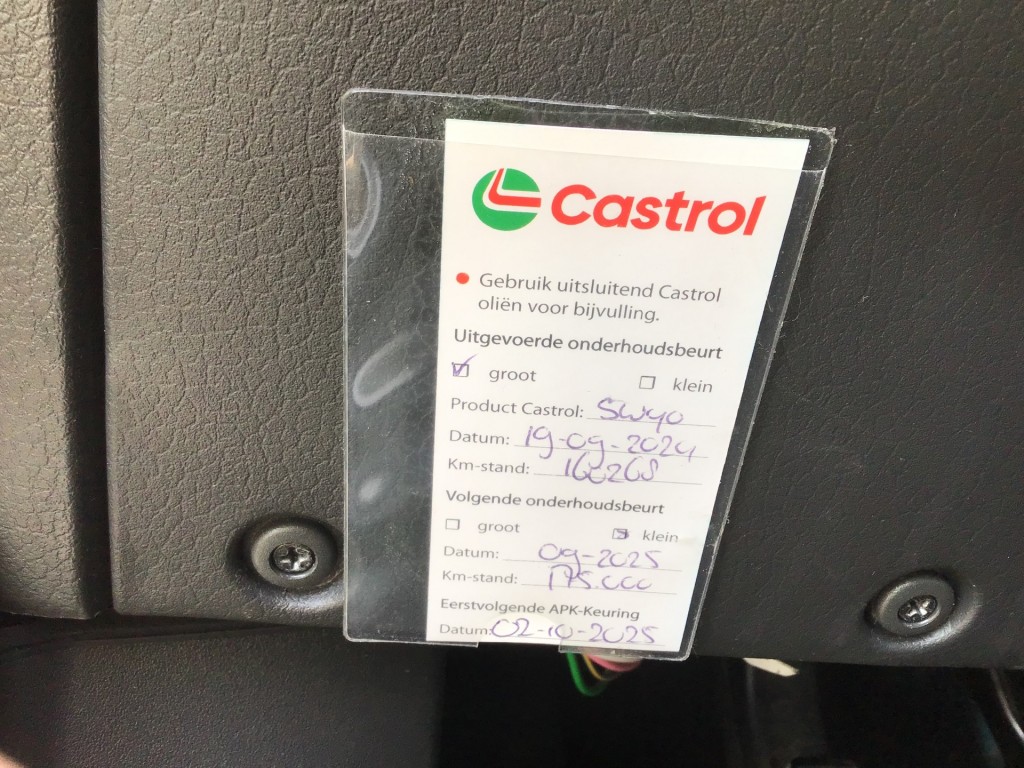 Castrol
Gebruik uitsluitend Castrol
oliën voor bijvulling.
Uitgevoerde onderhoudsbeurt
groot klein
Product Castrol: 5W40
Datum: 19-09-2024
Km-stand:
Volgende onderhoudsbeurt
groot klein
Datum: 09-2025
Km-stand: 175.000
Eerstvolgende APK-Keuring
Datum: 02-10-2025